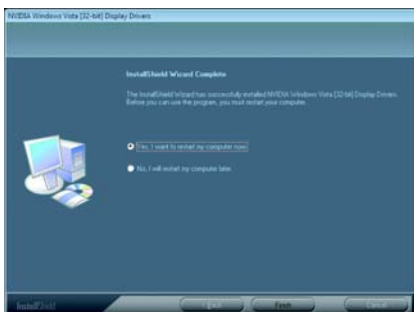 NVIDIA Windows Vista (32-bit) Display Drivers
InstallShield Wizard Complete
The InstallShield Wizard has successfully installed NVIDIA Windows Vista (32-bit) Display Drivers.
Before you can use the program, you must restart your computer.
Yes, I want to restart my computer now.
No, I will restart my computer later.
InstallShield
< Back
Finish
Cancel